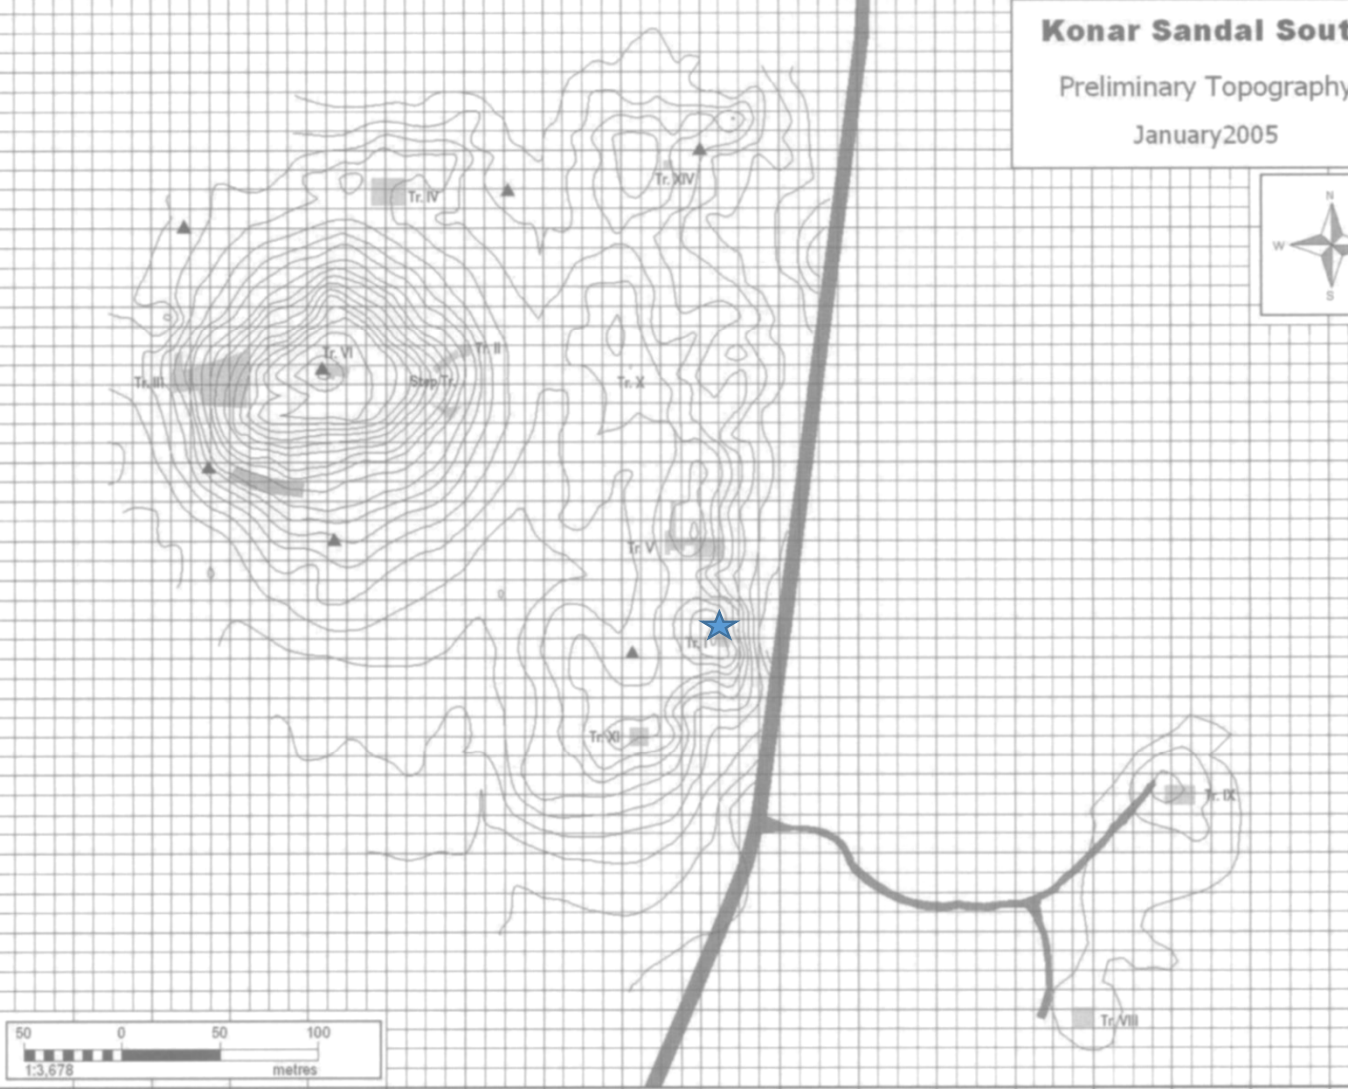 Konar Sandal Sout
Preliminary Topography
January2005
N
W
S
Tr. XIV
Tr. IV
Tr. VI
Tr. II
Tr. III
Step Tr.
Tr. X
Tr. V
Tr. I
Tr. XI
Tr. IX
Tr. VIII
50 0 50 100
1:3,678 metres